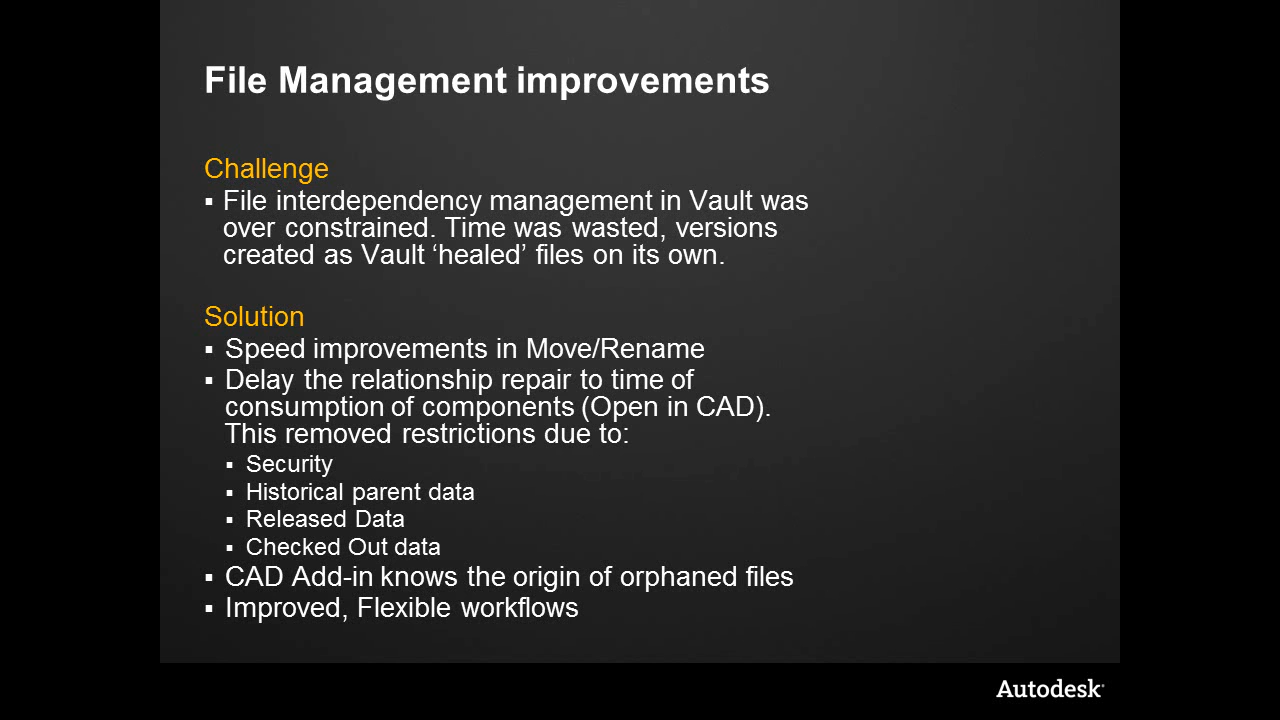 File Management improvements
Challenge
▪ File interdependency management in Vault was
over constrained. Time was wasted, versions
created as Vault ‘healed’ files on its own.
Solution
▪ Speed improvements in Move/Rename
▪ Delay the relationship repair to time of
consumption of components (Open in CAD).
This removed restrictions due to:
▪ Security
▪ Historical parent data
▪ Released Data
▪ Checked Out data
▪ CAD Add-in knows the origin of orphaned files
▪ Improved, Flexible workflows
Autodesk